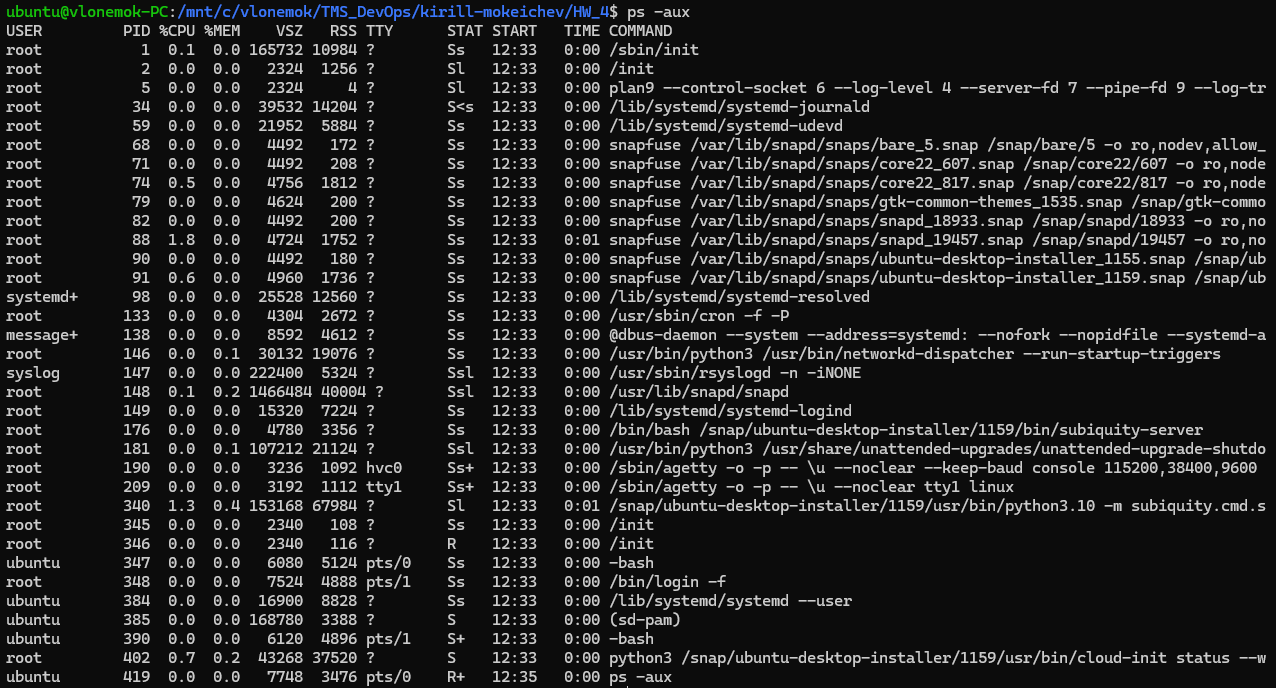 ubuntu@vlonemok-PC:/mnt/c/vlonemok/TMS_DevOps/kirill-mokeichev/HW_4$ ps -aux
USER PID %CPU %MEM VSZ RSS TTY STAT START TIME COMMAND
root 1 0.1 0.0 165732 10984 ? Ss 12:33 0:00 /sbin/init
root 2 0.0 0.0 2324 1256 ? Sl 12:33 0:00 /init
root 5 0.0 0.0 2324 4 ? Sl 12:33 0:00 plan9 --control-socket 6 --log-level 4 --server-fd 7 --pipe-fd 9 --log-tr
root 34 0.0 0.0 39532 14204 ? S<s 12:33 0:00 /lib/systemd/systemd-journald
root 59 0.0 0.0 21952 5884 ? Ss 12:33 0:00 /lib/systemd/systemd-udevd
root 68 0.0 0.0 4492 172 ? Ss 12:33 0:00 snapfuse /var/lib/snapd/snaps/bare_5.snap /snap/bare/5 -o ro,nodev,allow_
root 71 0.0 0.0 4492 208 ? Ss 12:33 0:00 snapfuse /var/lib/snapd/snaps/core22_607.snap /snap/core22/607 -o ro,node
root 74 0.5 0.0 4756 1812 ? Ss 12:33 0:00 snapfuse /var/lib/snapd/snaps/core22_817.snap /snap/core22/817 -o ro,node
root 79 0.0 0.0 4624 200 ? Ss 12:33 0:00 snapfuse /var/lib/snapd/snaps/gtk-common-themes_1535.snap /snap/gtk-commo
root 82 0.0 0.0 4492 200 ? Ss 12:33 0:00 snapfuse /var/lib/snapd/snaps/snapd_18933.snap /snap/snapd/18933 -o ro,no
root 88 1.8 0.0 4724 1752 ? Ss 12:33 0:01 snapfuse /var/lib/snapd/snaps/snapd_19457.snap /snap/snapd/19457 -o ro,no
root 90 0.0 0.0 4492 180 ? Ss 12:33 0:00 snapfuse /var/lib/snapd/snaps/ubuntu-desktop-installer_1155.snap /snap/ub
root 91 0.6 0.0 4960 1736 ? Ss 12:33 0:00 snapfuse /var/lib/snapd/snaps/ubuntu-desktop-installer_1159.snap /snap/ub
systemd+ 98 0.0 0.0 25528 12560 ? Ss 12:33 0:00 /lib/systemd/systemd-resolved
root 133 0.0 0.0 4304 2672 ? Ss 12:33 0:00 /usr/sbin/cron -f -P
message+ 138 0.0 0.0 8592 4612 ? Ss 12:33 0:00 @dbus-daemon --system --address=systemd: --nofork --nopidfile --systemd-a
root 146 0.0 0.1 30132 19076 ? Ss 12:33 0:00 /usr/bin/python3 /usr/bin/networkd-dispatcher --run-startup-triggers
syslog 147 0.0 0.0 222400 5324 ? Ssl 12:33 0:00 /usr/sbin/rsyslogd -n -iNONE
root 148 0.1 0.2 1466484 40004 ? Ssl 12:33 0:00 /usr/lib/snapd/snapd
root 149 0.0 0.0 15320 7224 ? Ss 12:33 0:00 /lib/systemd/systemd-logind
root 176 0.0 0.0 4780 3356 ? Ss 12:33 0:00 /bin/bash /snap/ubuntu-desktop-installer/1159/bin/subiquity-server
root 181 0.0 0.1 107212 21124 ? Ssl 12:33 0:00 /usr/bin/python3 /usr/share/unattended-upgrades/unattended-upgrade-shutdo
root 190 0.0 0.0 3236 1092 hvc0 Ss+ 12:33 0:00 /sbin/agetty -o -p -- \u --noclear --keep-baud console 115200,38400,9600
root 209 0.0 0.0 3192 1112 tty1 Ss+ 12:33 0:00 /sbin/agetty -o -p -- \u --noclear tty1 linux
root 340 1.3 0.4 153168 67984 ? Sl 12:33 0:01 /snap/ubuntu-desktop-installer/1159/usr/bin/python3.10 -m subiquity.cmd.s
root 345 0.0 0.0 2340 108 ? Ss 12:33 0:00 /init
root 346 0.0 0.0 2340 116 ? R 12:33 0:00 /init
ubuntu 347 0.0 0.0 6080 5124 pts/0 Ss 12:33 0:00 -bash
root 348 0.0 0.0 7524 4888 pts/1 Ss 12:33 0:00 /bin/login -f
ubuntu 384 0.0 0.0 16900 8828 ? Ss 12:33 0:00 /lib/systemd/systemd --user
ubuntu 385 0.0 0.0 168780 3388 ? S 12:33 0:00 (sd-pam)
ubuntu 390 0.0 0.0 6120 4896 pts/1 S+ 12:33 0:00 -bash
root 402 0.7 0.2 43268 37520 ? S 12:33 0:00 python3 /snap/ubuntu-desktop-installer/1159/usr/bin/cloud-init status --w
ubuntu 419 0.0 0.0 7748 3476 pts/0 R+ 12:35 0:00 ps -aux